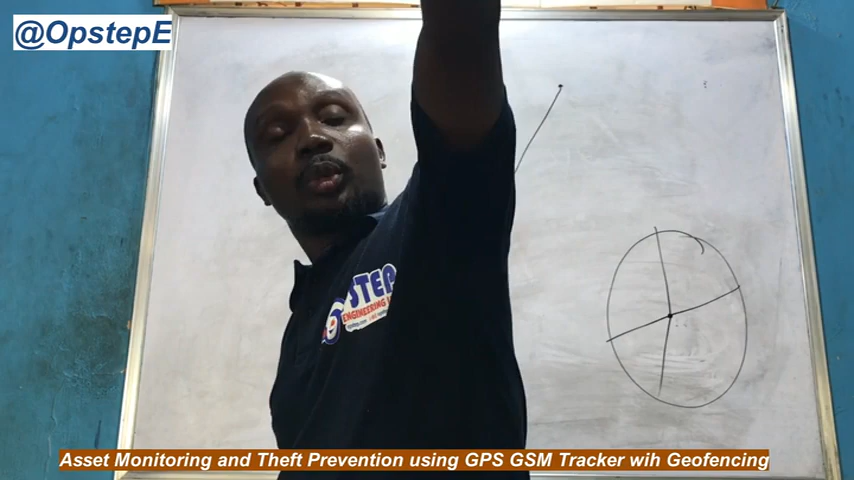 @OpstepE
STEP
ENGINEERING
Asset Monitoring and Theft Prevention using GPS GSM Tracker wih Geofencing